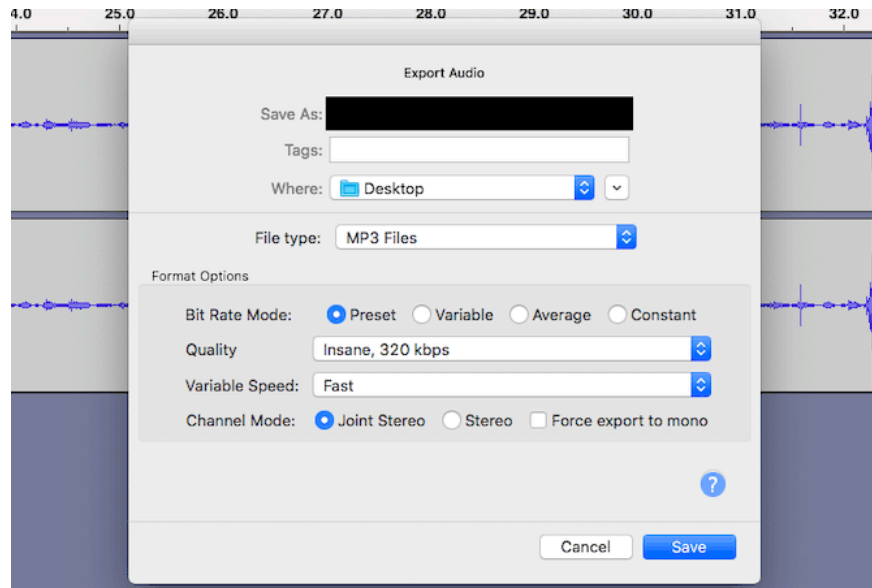 4.0 25.0 26.0 27.0 28.0 29.0 30.0 31.0 32.0
Export Audio
Save As:
Tags:
Where: Desktop
File type: MP3 Files
Format Options
Bit Rate Mode: Preset Variable Average Constant
Quality Insane, 320 kbps
Variable Speed: Fast
Channel Mode: Joint Stereo Stereo Force export to mono
?
Cancel Save